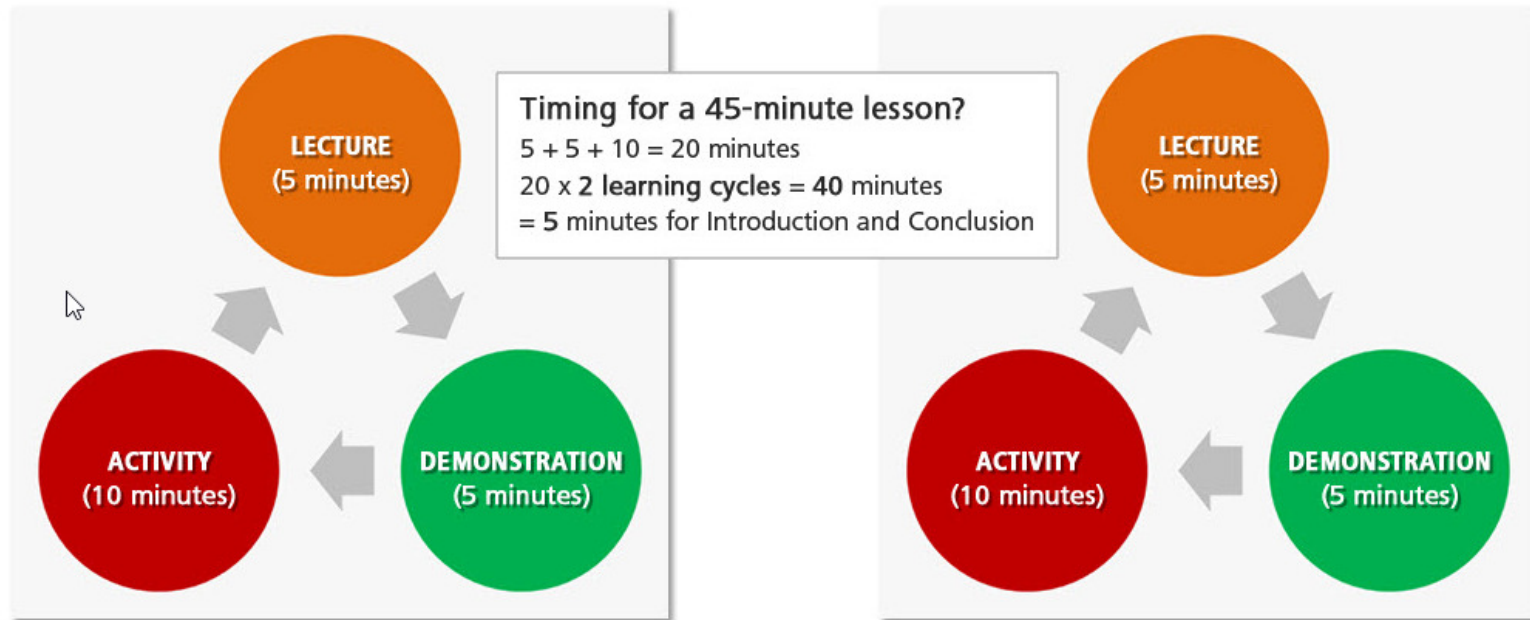 LECTURE
(5 minutes)
DEMONSTRATION
(5 minutes)
ACTIVITY
(10 minutes)
Timing for a 45-minute lesson?
5 + 5 + 10 = 20 minutes
20 x 2 learning cycles = 40 minutes
= 5 minutes for Introduction and Conclusion
LECTURE
(5 minutes)
DEMONSTRATION
(5 minutes)
ACTIVITY
(10 minutes)